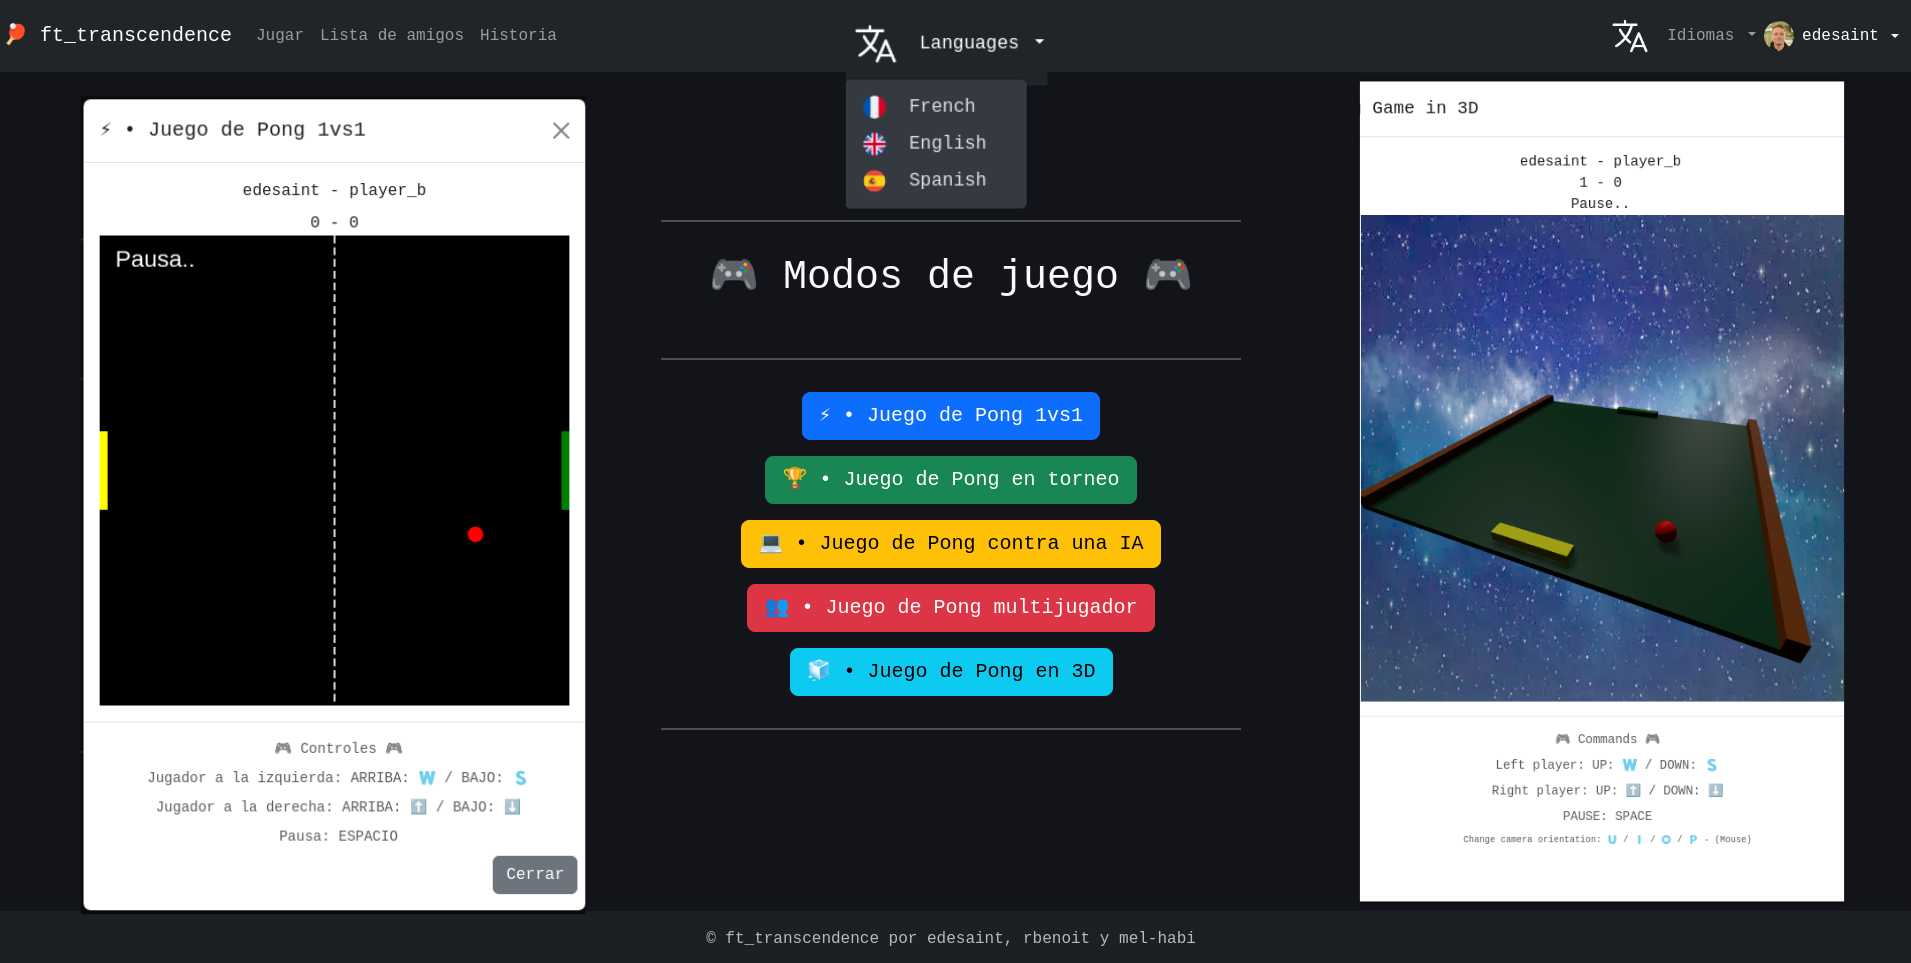 ft_transcendence Jugar Lista de amigos Historia
Languages
Idiomas edesaint
French
English
Spanish
⚡ • Juego de Pong 1vs1
edesaint - player_b
0 - 0
Pausa..
🎮 Controles 🎮
Jugador a la izquierda: ARRIBA: W / BAJO: S
Jugador a la derecha: ARRIBA: ⬆️ / BAJO: ⬇️
Pausa: ESPACIO
Cerrar
🎮 Modos de juego 🎮
⚡ • Juego de Pong 1vs1
🏆 • Juego de Pong en torneo
💻 • Juego de Pong contra una IA
👥 • Juego de Pong multijugador
🧊 • Juego de Pong en 3D
Game in 3D
edesaint - player_b
1 - 0
Pause..
🎮 Commands 🎮
Left player: UP: W / DOWN: S
Right player: UP: ⬆️ / DOWN: ⬇️
PAUSE: SPACE
Change camera orientation: U / I / O / P - (Mouse)
© ft_transcendence por edesaint, rbenoit y mel-habi